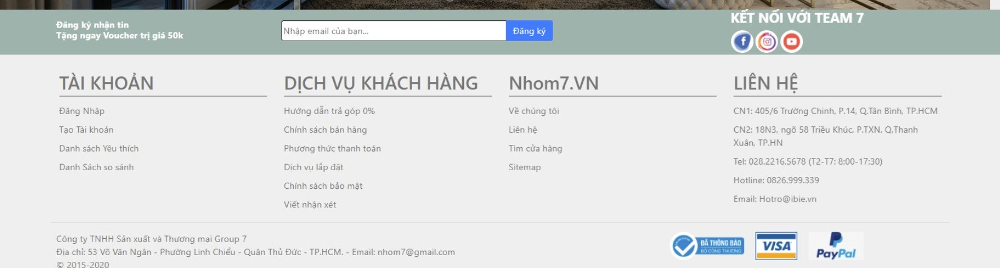 Đăng ký nhận tin
Tặng ngay Voucher trị giá 50k
Nhập email của bạn...
Đăng ký
KẾT NỐI VỚI TEAM 7
TÀI KHOẢN
Đăng Nhập
Tạo Tài khoản
Danh sách Yêu thích
Danh Sách so sánh
DỊCH VỤ KHÁCH HÀNG
Hướng dẫn trả góp 0%
Chính sách bán hàng
Phương thức thanh toán
Dịch vụ lắp đặt
Chính sách bảo mật
Viết nhận xét
Nhom7.VN
Về chúng tôi
Liên hệ
Tìm cửa hàng
Sitemap
LIÊN HỆ
CN1: 405/6 Trường Chinh, P.14, Q.Tân Bình, TP.HCM
CN2: 18N3, ngõ 58 Triều Khúc, P.TXN, Q.Thanh
Xuân, TP.HN
Tel: 028.2216.5678 (T2-T7: 8:00-17:30)
Hotline: 0826.999.339
Email: Hotro@ibie.vn
Công ty TNHH Sản xuất và Thương mại Group 7
Địa chỉ: 53 Võ Văn Ngân - Phường Linh Chiểu - Quận Thủ Đức - TP.HCM. - Email: nhom7@gmail.com
© 2015-2020
ĐÃ THÔNG BÁO
BỘ CÔNG THƯƠNG
VISA
PayPal